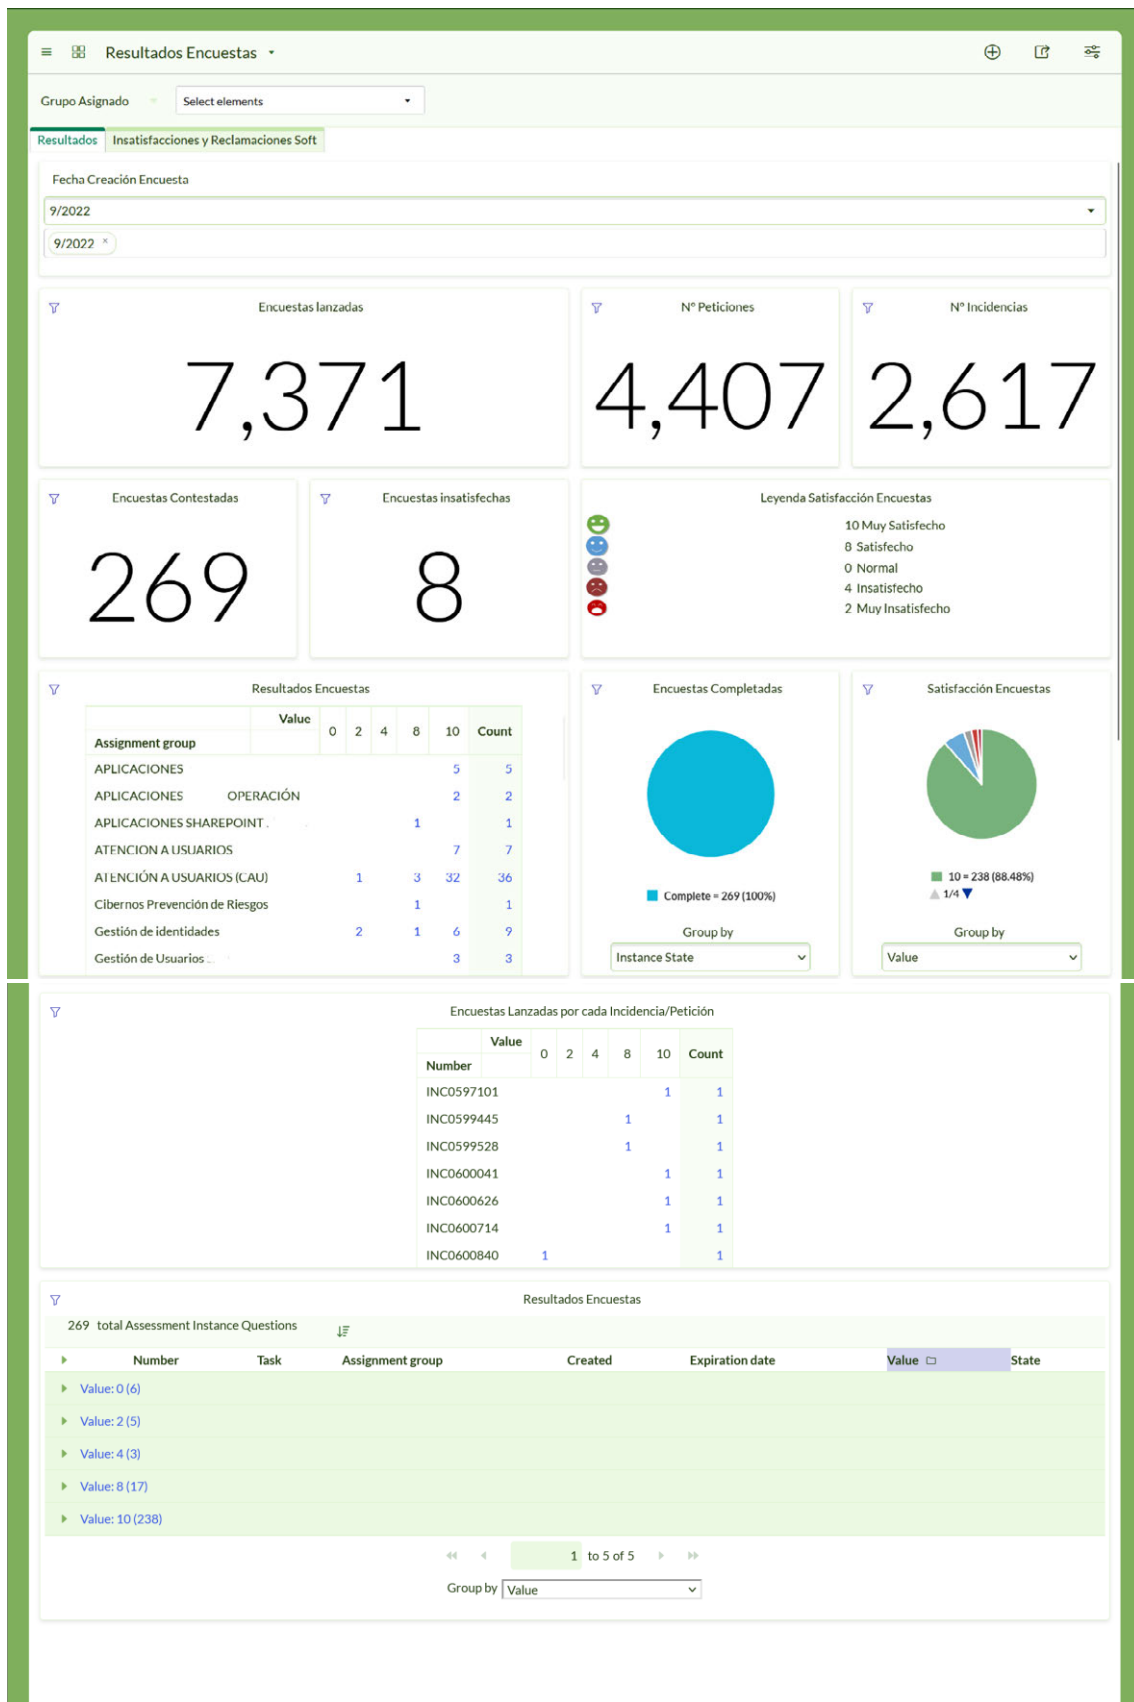 Resultados Encuestas
Grupo Asignado Select elements
Resultados Insatisfacciones y Reclamaciones Soft
Fecha Creación Encuesta
9/2022
9/2022 ×
Encuestas lanzadas
7,371
Nº Peticiones
4,407
Nº Incidencias
2,617
Encuestas Contestadas
269
Encuestas insatisfechas
8
Leyenda Satisfacción Encuestas
10 Muy Satisfecho
8 Satisfecho
0 Normal
4 Insatisfecho
2 Muy Insatisfecho
Resultados Encuestas
Value 0 2 4 8 10 Count
Assignment group
APLICACIONES 5 5
APLICACIONES OPERACIÓN 2 2
APLICACIONES SHAREPOINT 1 1
ATENCION A USUARIOS 7 7
ATENCIÓN A USUARIOS (CAU) 1 3 32 36
Cibernos Prevención de Riesgos 1 1
Gestión de identidades 2 1 6 9
Gestión de Usuarios 3 3
Encuestas Completadas
Complete = 269 (100%)
Group by
Instance State
Satisfacción Encuestas
10 = 238 (88.48%)
1/4
Group by
Value
Encuestas Lanzadas por cada Incidencia/Petición
Value 0 2 4 8 10 Count
Number
INC0597101 1 1
INC0599445 1 1
INC0599528 1 1
INC0600041 1 1
INC0600626 1 1
INC0600714 1 1
INC0600840 1 1
Resultados Encuestas
269 total Assessment Instance Questions
Number Task Assignment group Created Expiration date Value State
Value: 0 (6)
Value: 2 (5)
Value: 4 (3)
Value: 8 (17)
Value: 10 (238)
1 to 5 of 5
Group by Value